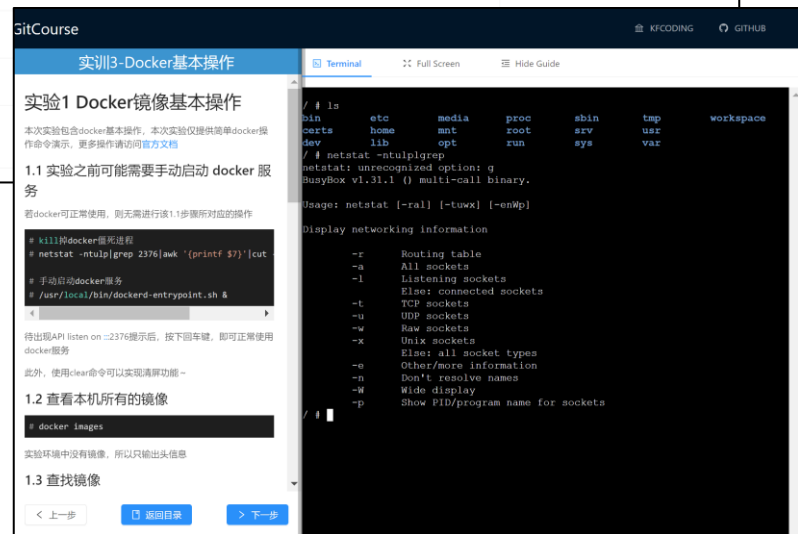 GitCourse
KFCODING
GITHUB
实训3-Docker基本操作
Terminal
Full Screen
Hide Guide
实验1 Docker镜像基本操作
本次实验包含docker基本操作，本次实验仅提供简单docker操
作命令演示，更多操作请访问官方文档
1.1 实验之前可能需要手动启动 docker 服
务
若docker可正常使用，则无需进行该1.1步骤所对应的操作
# kill掉docker僵死进程
# netstat -ntulp|grep 2376|awk '{printf $7}'|cut
# 手动启动docker服务
# /usr/local/bin/dockerd-entrypoint.sh &
待出现API listen on :::2376提示后，按下回车键，即可正常使用
docker服务
此外，使用clear命令可以实现清屏功能~
1.2 查看本机所有的镜像
# docker images
实验环境中没有镜像，所以只输出头信息
1.3 查找镜像
< 上一步
返回目录
> 下一步
/ # ls
bin etc media proc sbin tmp workspace
certs home mnt root srv usr
dev lib opt run sys var
/ # netstat -ntulplgrep
netstat: unrecognized option: g
BusyBox v1.31.1 () multi-call binary.
Usage: netstat [-ral] [-tuwx] [-enWp]
Display networking information
-r Routing table
-a All sockets
-l Listening sockets
Else: connected sockets
-t TCP sockets
-u UDP sockets
-w Raw sockets
-x Unix sockets
Else: all socket types
-e Other/more information
-n Don't resolve names
-W Wide display
-p Show PID/program name for sockets
/ #